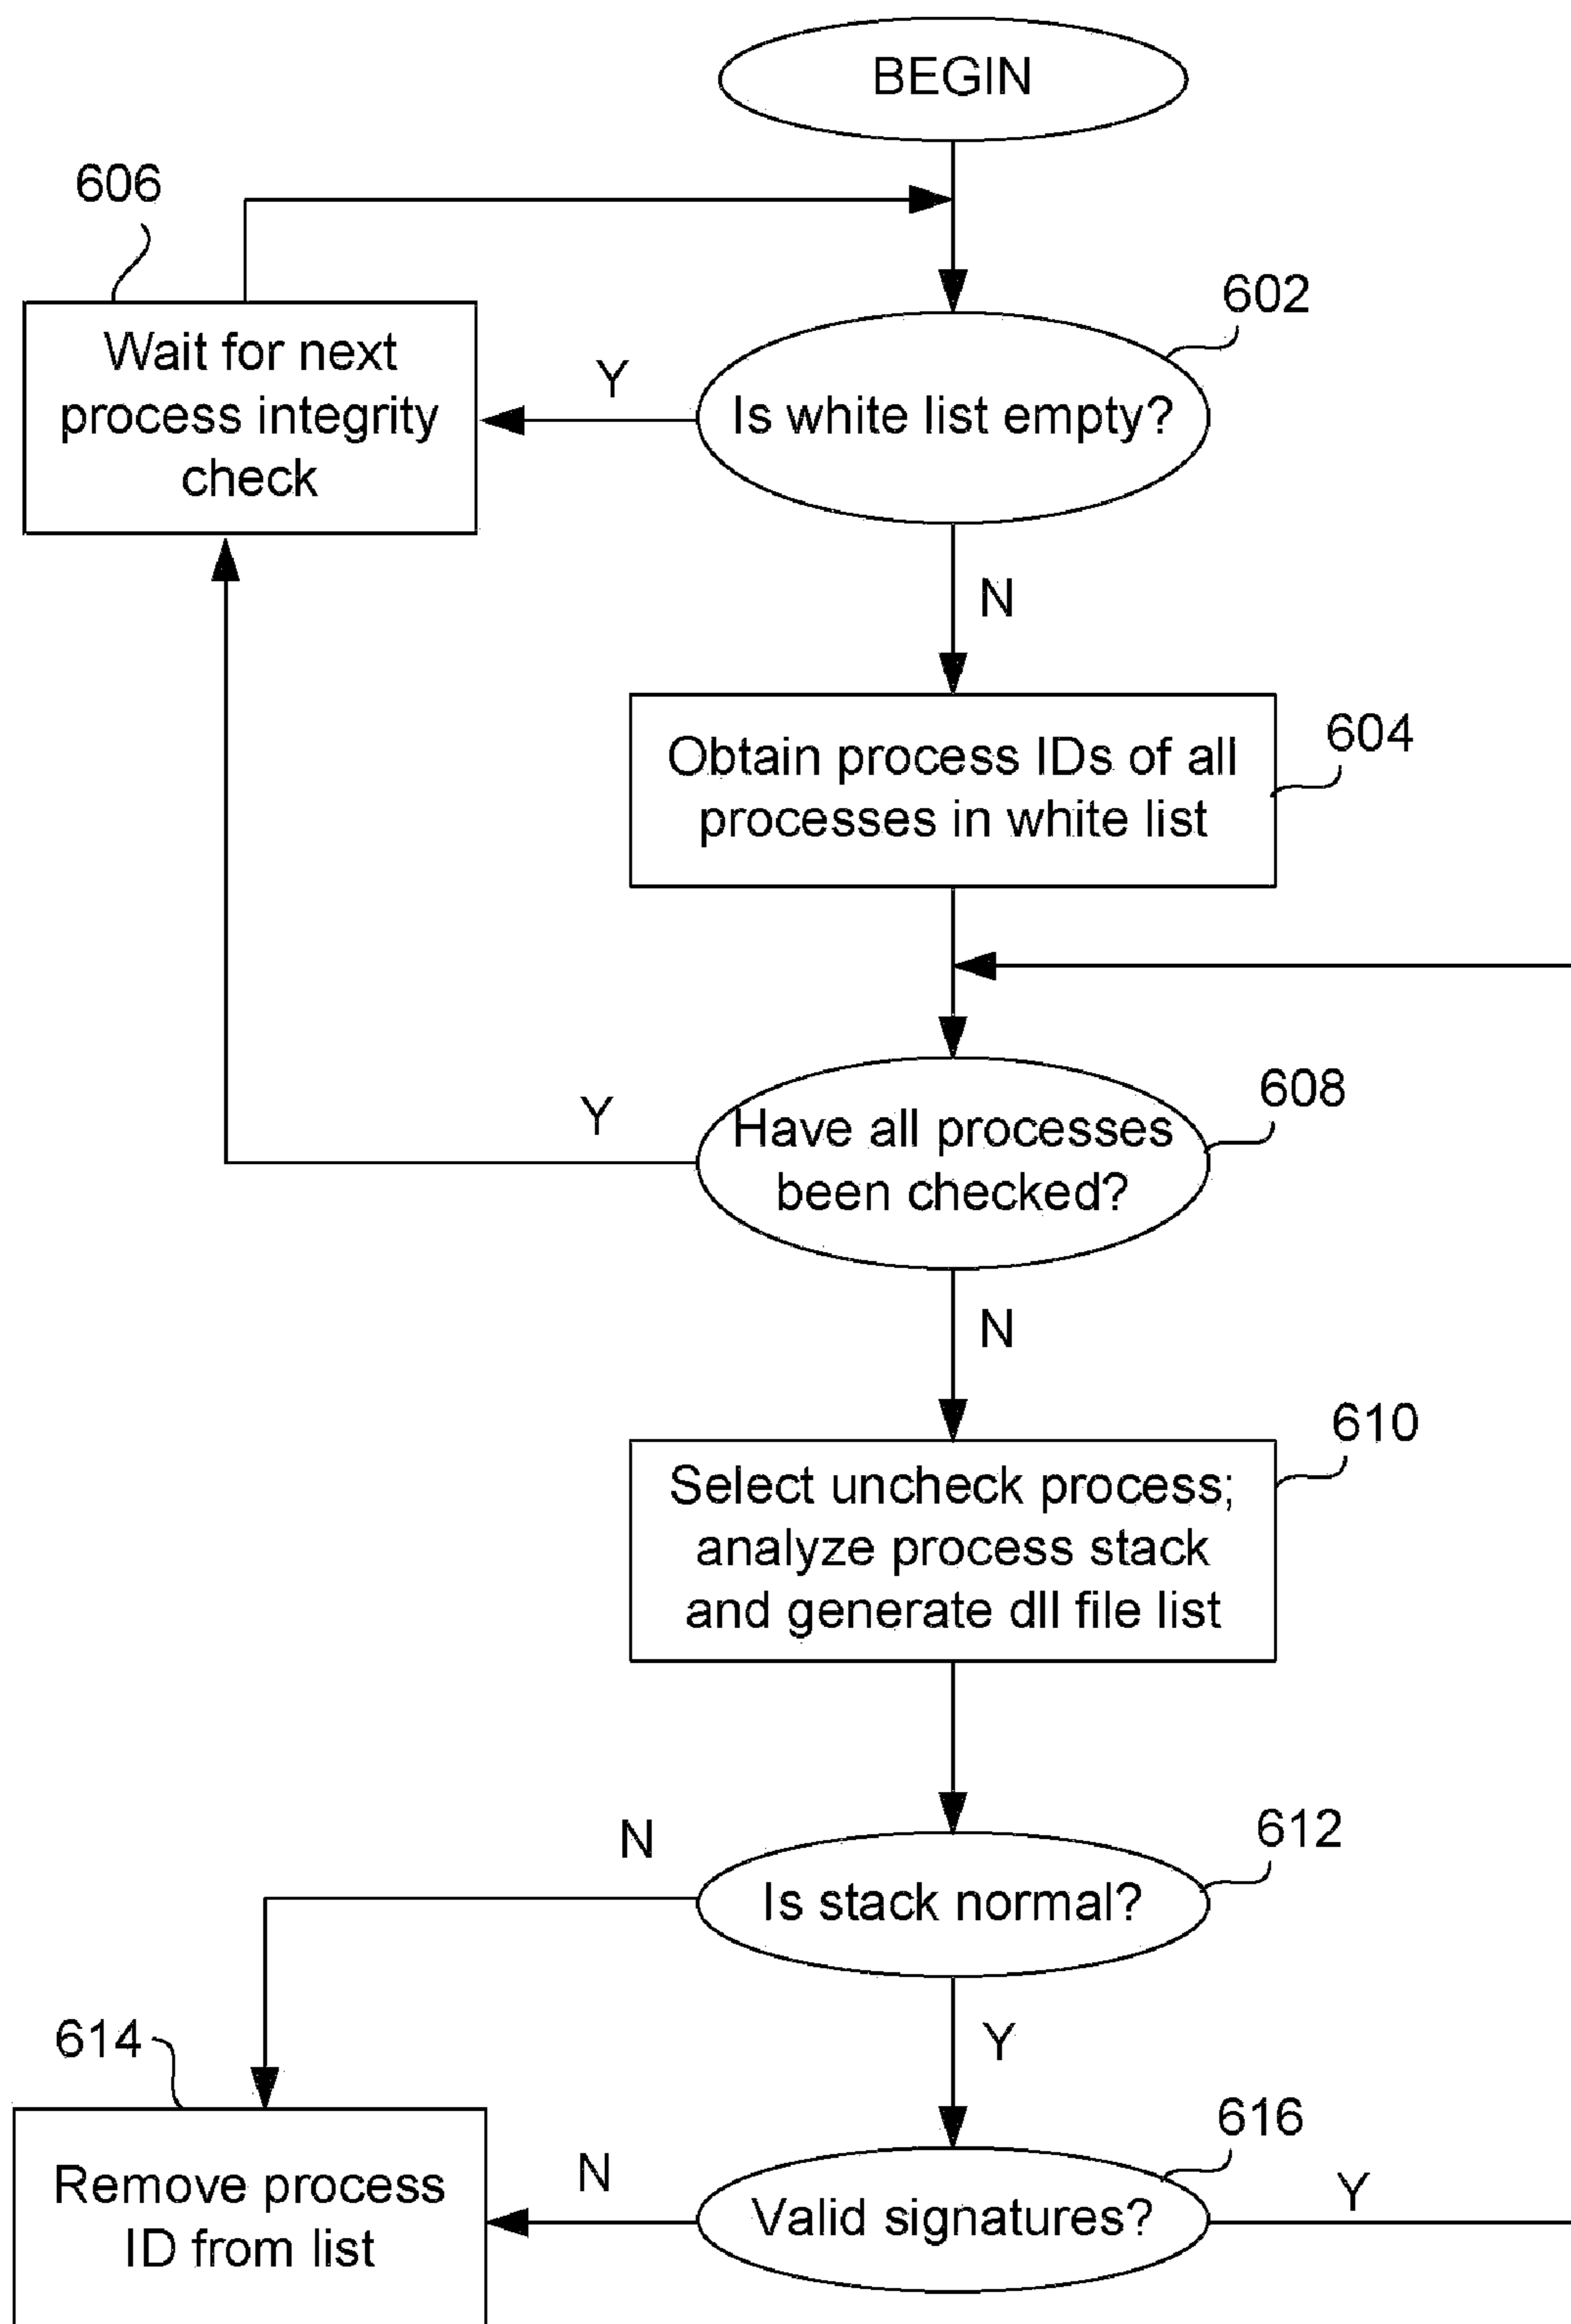 BEGIN
606
602
Wait for next
process integrity
check
Y
Is white list empty?
N
604
Obtain process IDs of all
processes in white list
608
Y
Have all processes
been checked?
N
610
Select uncheck process;
analyze process stack
and generate dll file list
612
N
Is stack normal?
614
Y
616
Remove process
ID from list
N
Valid signatures?
Y